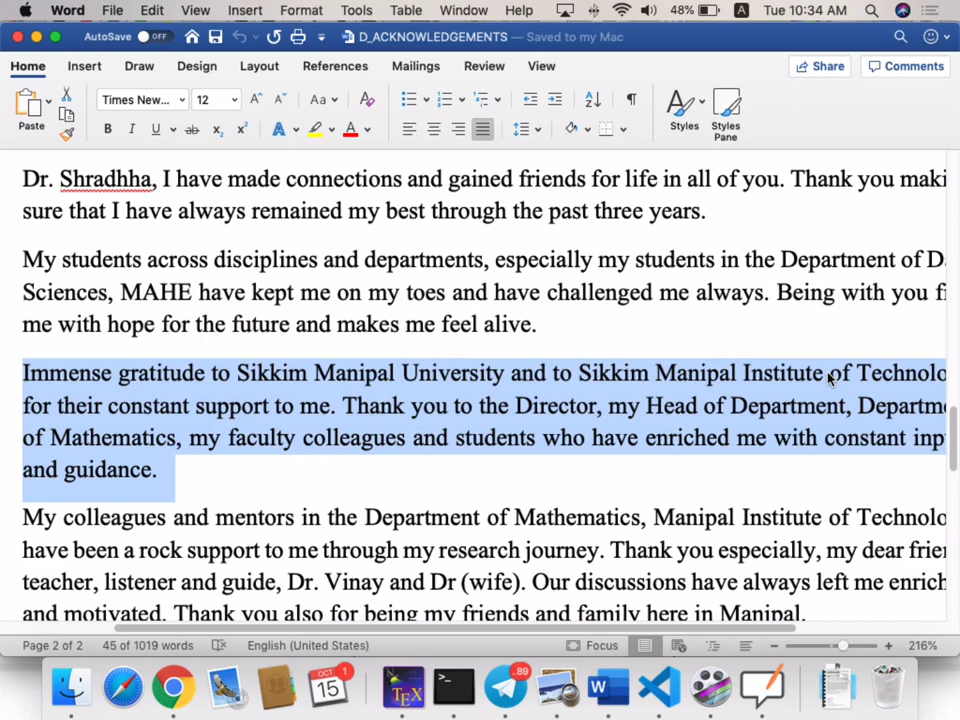 Word File Edit View Insert Format Tools Table Window Help 48% A Tue 10:34 AM
AutoSave OFF D_ACKNOWLEDGEMENTS — Saved to my Mac
Home Insert Draw Design Layout References Mailings Review View Share Comments
Paste Times New... 12 A A Aa A Styles Styles Pane
B I U ab x₂ x² A A
Dr. Shradhha, I have made connections and gained friends for life in all of you. Thank you maki
sure that I have always remained my best through the past three years.
My students across disciplines and departments, especially my students in the Department of D
Sciences, MAHE have kept me on my toes and have challenged me always. Being with you fi
me with hope for the future and makes me feel alive.
Immense gratitude to Sikkim Manipal University and to Sikkim Manipal Institute of Technolo
for their constant support to me. Thank you to the Director, my Head of Department, Departme
of Mathematics, my faculty colleagues and students who have enriched me with constant inp
and guidance.
My colleagues and mentors in the Department of Mathematics, Manipal Institute of Technolo
have been a rock support to me through my research journey. Thank you especially, my dear frien
teacher, listener and guide, Dr. Vinay and Dr (wife). Our discussions have always left me enrich
and motivated. Thank you also for being my friends and family here in Manipal.
Page 2 of 2 45 of 1019 words English (United States) Focus 216%
OCT 15 1 TEX >_ 89 W